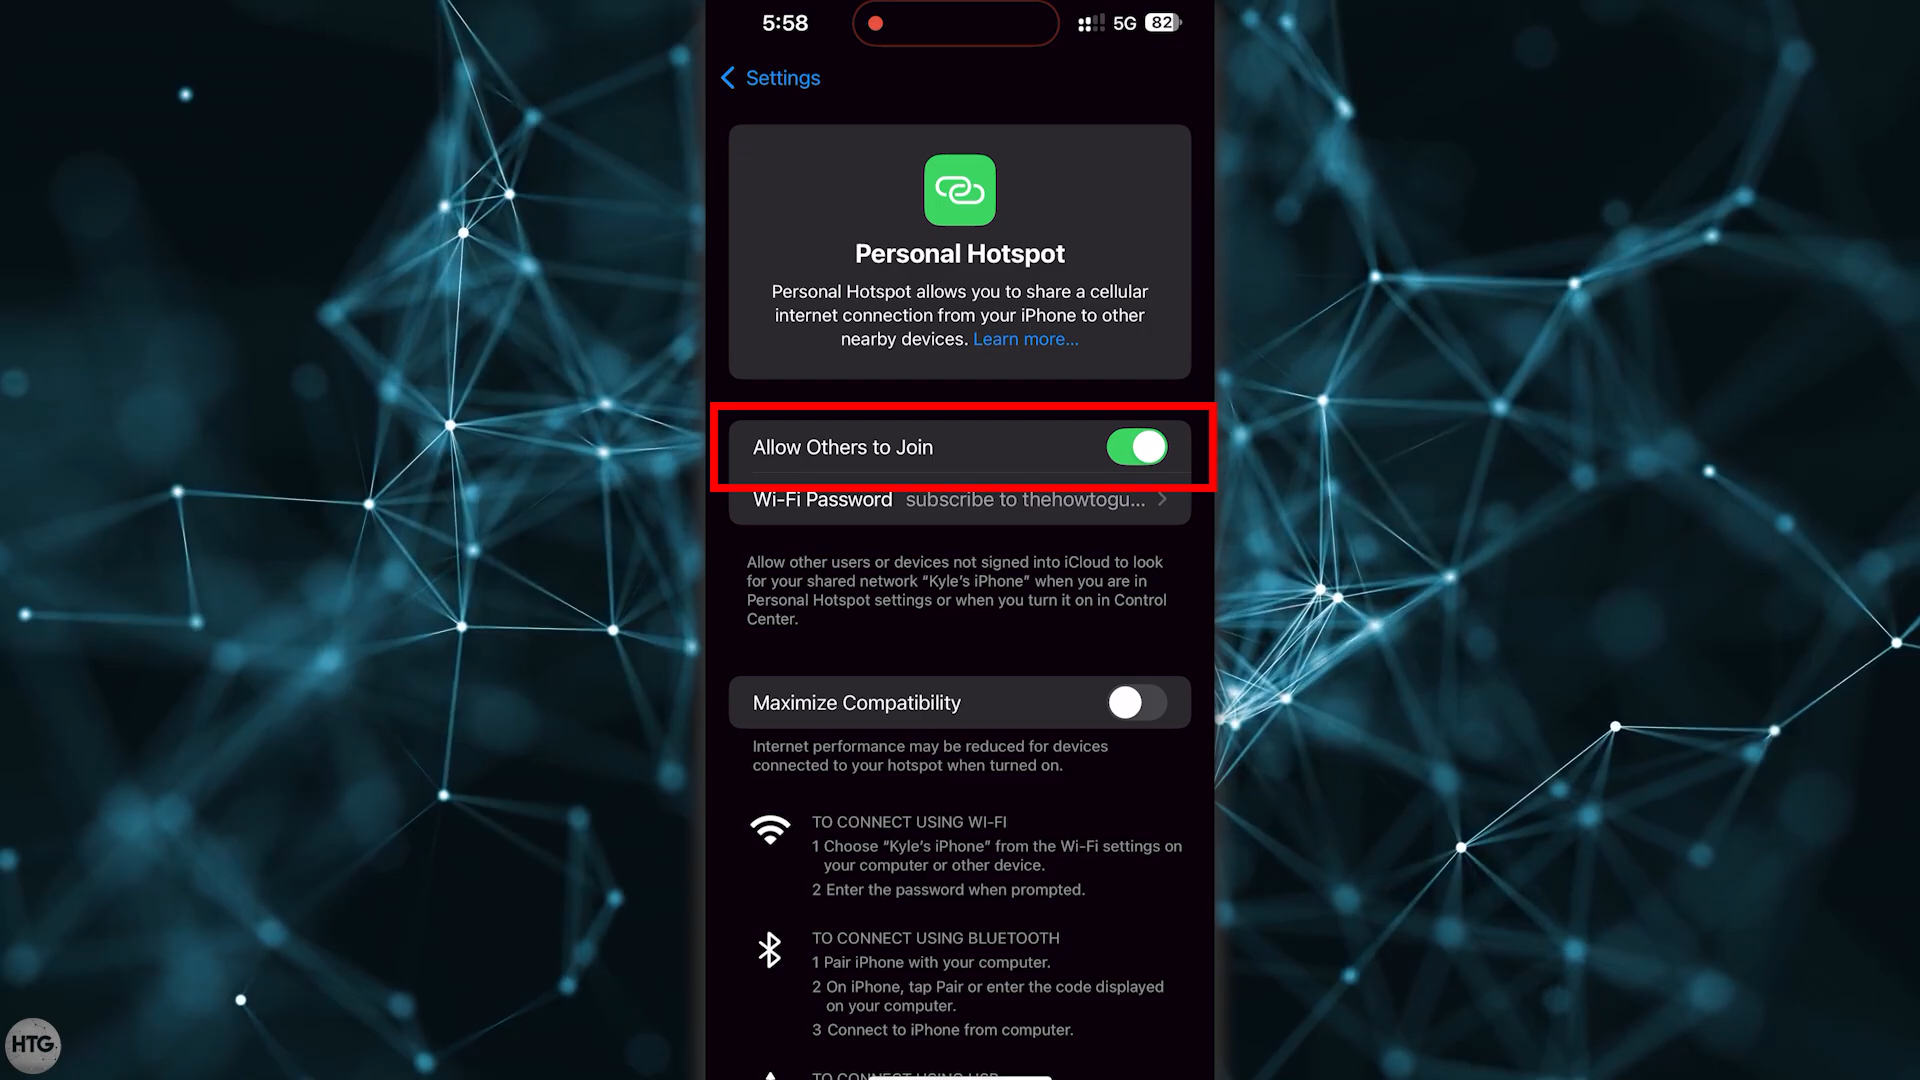 5:58
5G 82
Settings
Personal Hotspot
Personal Hotspot allows you to share a cellular
internet connection from your iPhone to other
nearby devices. Learn more...
Allow Others to Join
Wi-Fi Password subscribe to thehowtogu...
Allow other users or devices not signed into iCloud to look
for your shared network “Kyle’s iPhone” when you are in
Personal Hotspot settings or when you turn it on in Control
Center.
Maximize Compatibility
Internet performance may be reduced for devices
connected to your hotspot when turned on.
TO CONNECT USING WI-FI
1 Choose “Kyle’s iPhone” from the Wi-Fi settings on
your computer or other device.
2 Enter the password when prompted.
TO CONNECT USING BLUETOOTH
1 Pair iPhone with your computer.
2 On iPhone, tap Pair or enter the code displayed
on your computer.
3 Connect to iPhone from computer.
TO CONNECT USING USB
HTG